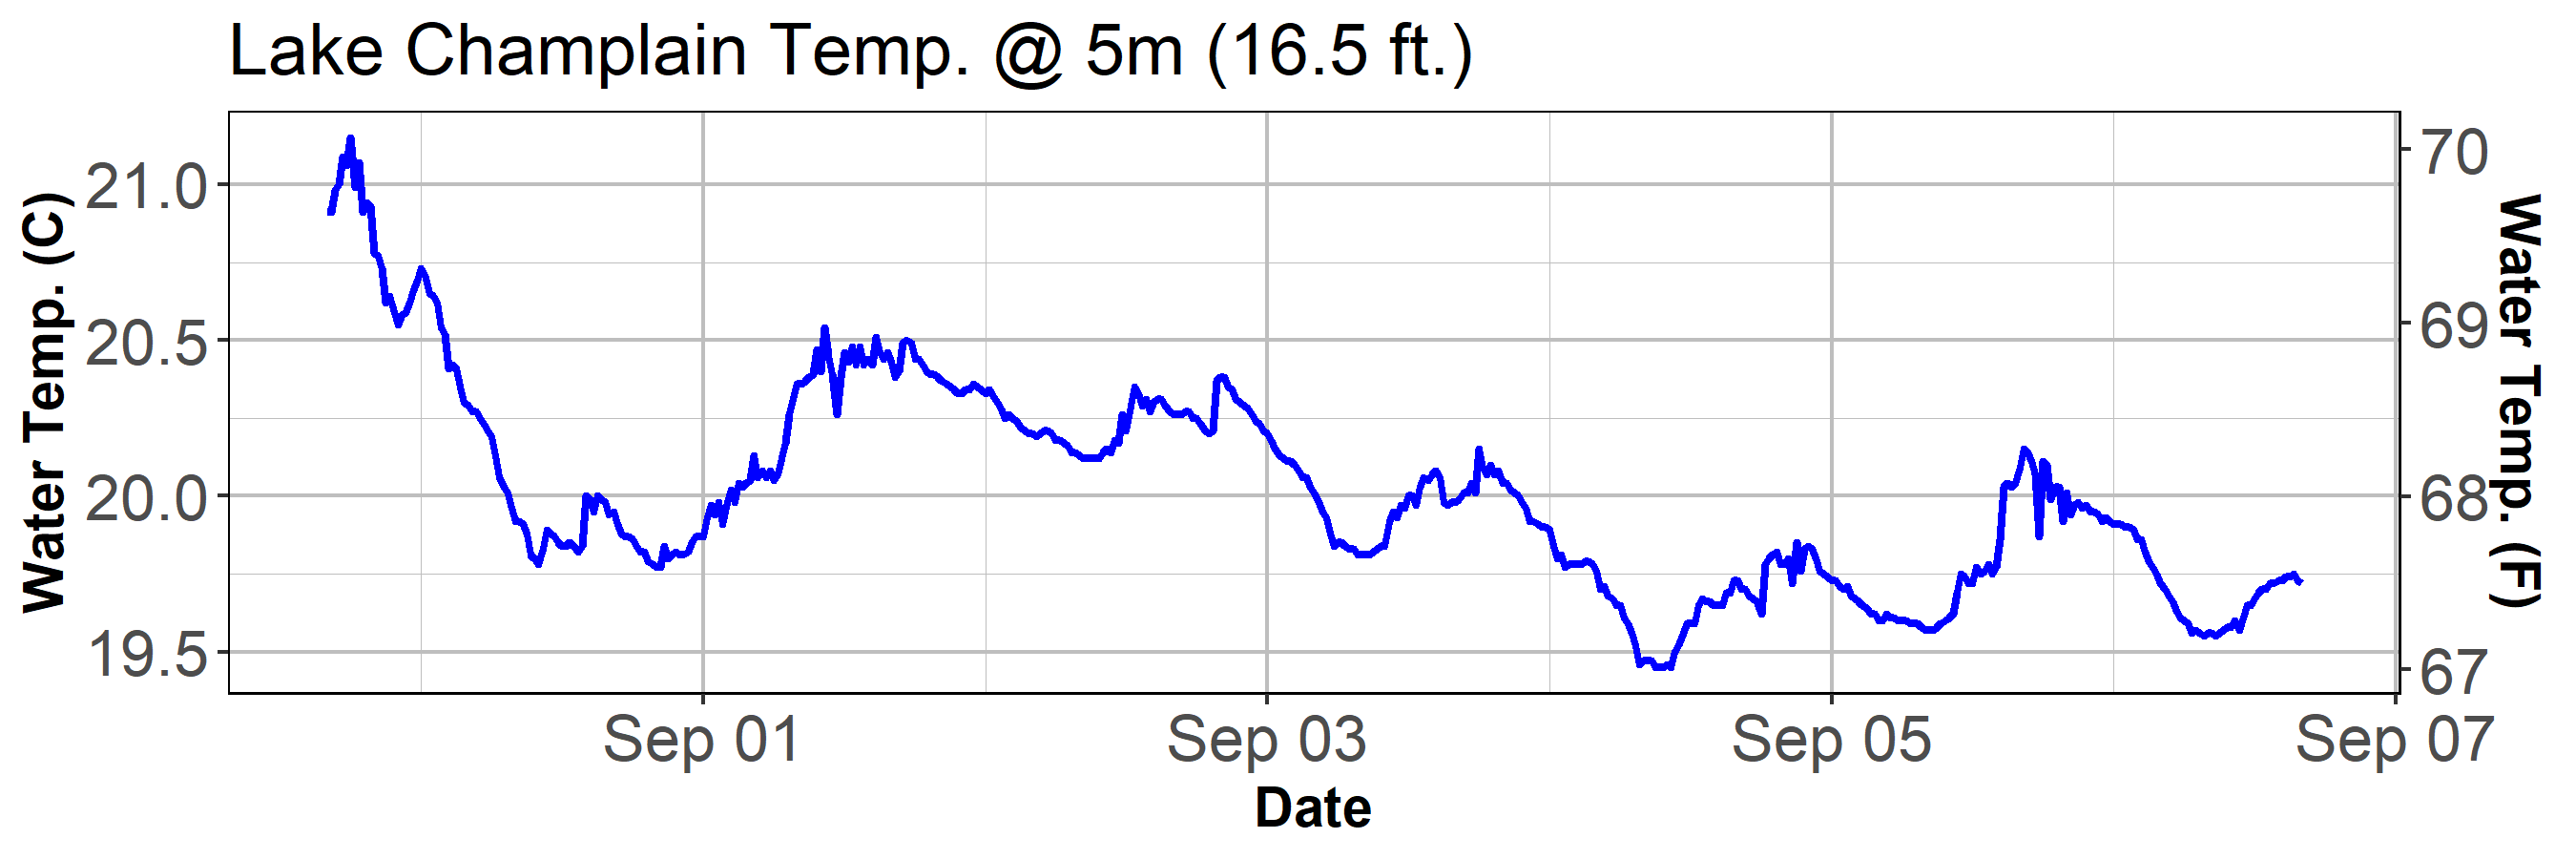 Lake Champlain Temp. @ 5m (16.5 ft.)
Water Temp. (C)
21.0
20.5
20.0
19.5
70
69
68
67
Water Temp. (F)
Sep 01
Sep 03
Sep 05
Sep 07
Date